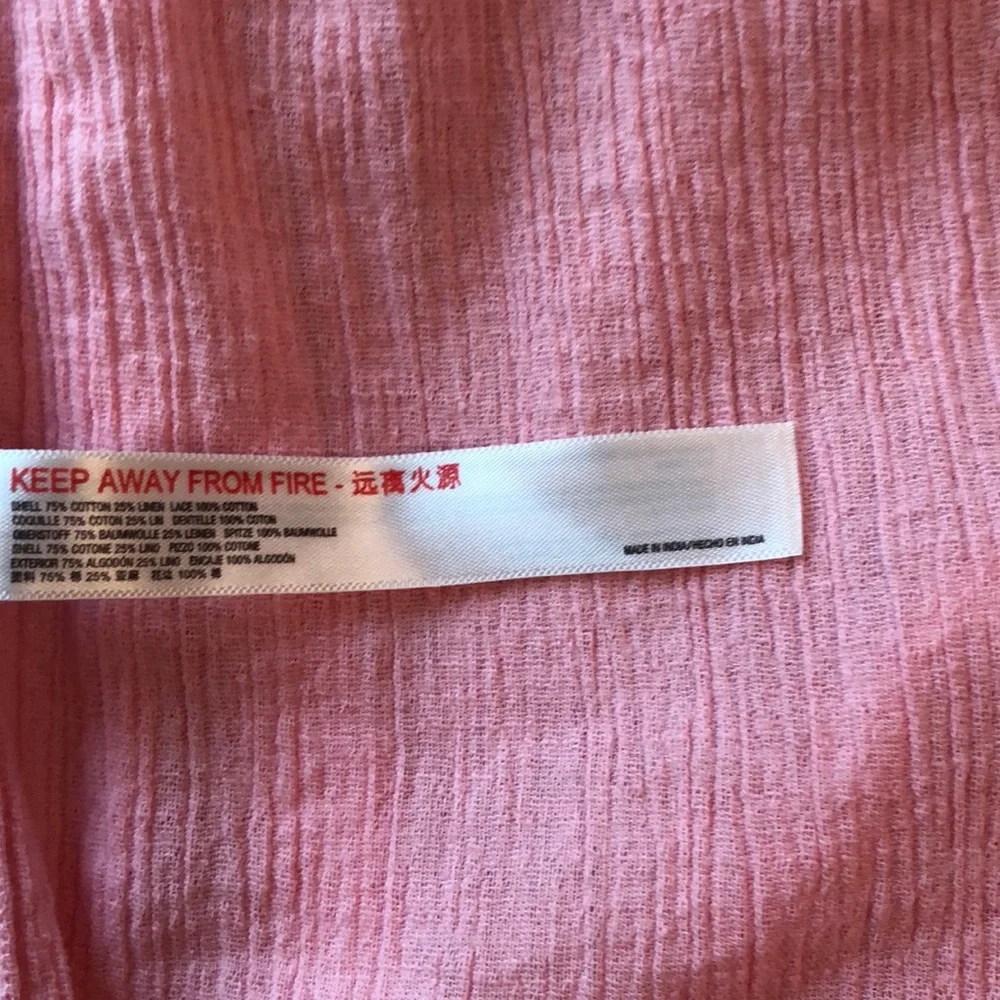 KEEP AWAY FROM FIRE - 远离火源
SHELL 75% COTTON 25% LINEN LACE 100% COTTON
COQUILLE 75% COTON 25% LIN DENTELLE 100% COTON
OBERSTOFF 75% BAUMWOLLE 25% LEINEN SPITZE 100% BAUMWOLLE
SHELL 75% COTONE 25% LINO PIZZO 100% COTONE
EXTERIOR 75% ALGODÓN 25% LINO ENCAJE 100% ALGODÓN
面料 75% 棉 25% 亚麻 花边 100% 棉
MADE IN INDIA/HECHO EN INDIA